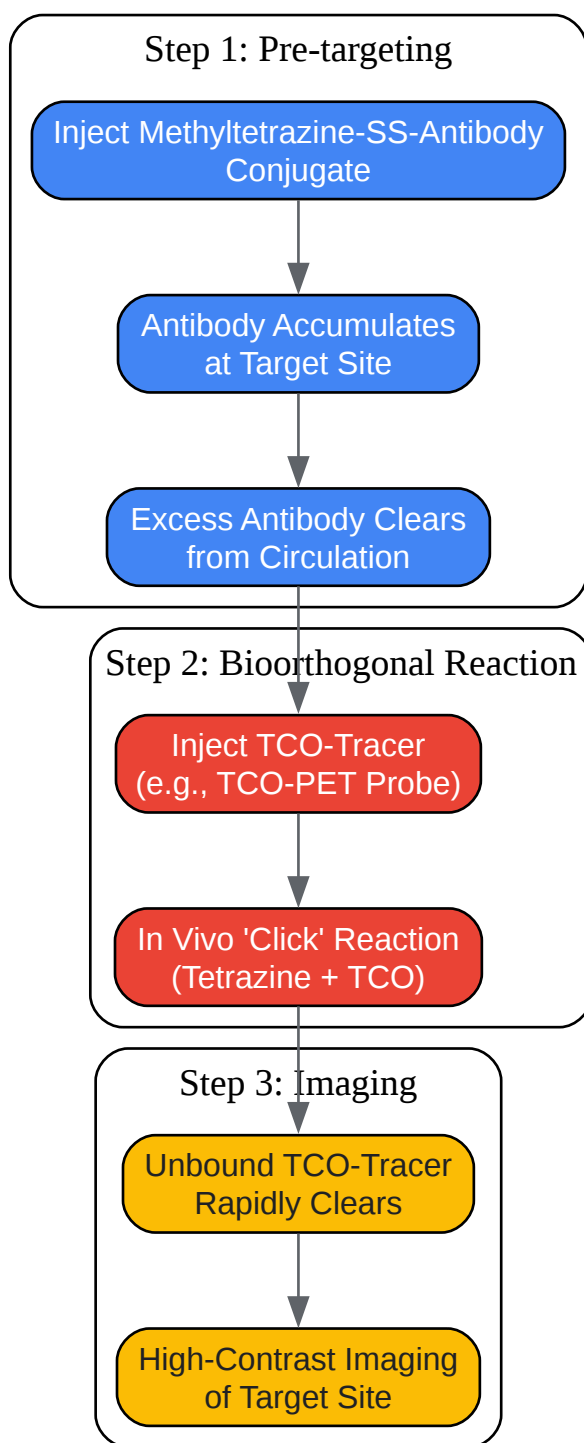 Step 1: Pre-targeting
Inject Methyltetrazine-SS-Antibody
Conjugate
Antibody Accumulates
at Target Site
Excess Antibody Clears
from Circulation
Step 2: Bioorthogonal Reaction
Inject TCO-Tracer
(e.g., TCO-PET Probe)
In Vivo 'Click' Reaction
(Tetrazine + TCO)
Step 3: Imaging
Unbound TCO-Tracer
Rapidly Clears
High-Contrast Imaging
of Target Site